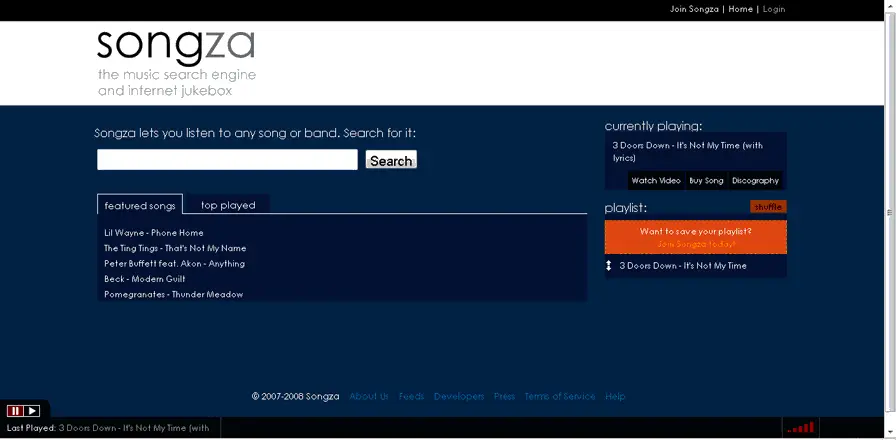 Join Songza | Home | Login
songza
the music search engine
and internet jukebox
Songza lets you listen to any song or band. Search for it:
Search
featured songs
top played
Lil Wayne - Phone Home
The Ting Tings - That's Not My Name
Peter Buffett feat. Akon - Anything
Beck - Modern Guilt
Pomegranates - Thunder Meadow
currently playing:
3 Doors Down - It's Not My Time (with
lyrics)
Watch Video
Buy Song
Discography
playlist:
shuffle
Want to save your playlist?
Join Songza today!
3 Doors Down - It's Not My Time
© 2007-2008 Songza About Us Feeds Developers Press Terms of Service Help
Last Played: 3 Doors Down - It's Not My Time (with